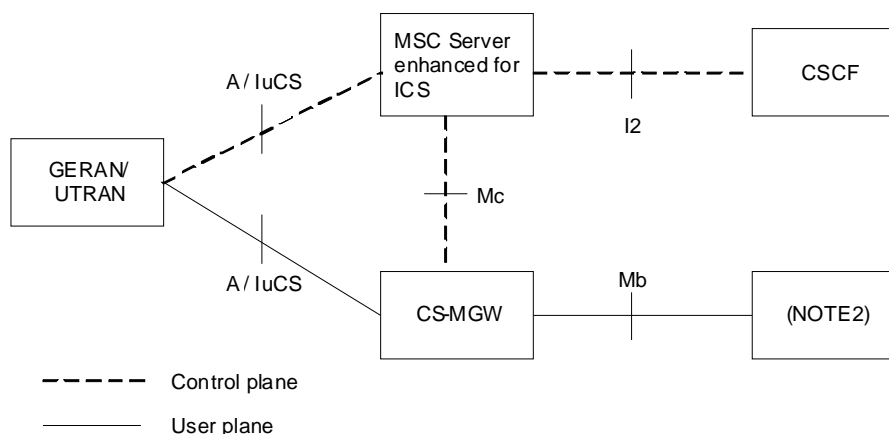 MSC Server
enhanced for
ICS
CSCF
A / IuCS
I2
GERAN/
UTRAN
Mc
A / IuCS
Mb
CS-MGW
(NOTE2)
Control plane
User plane